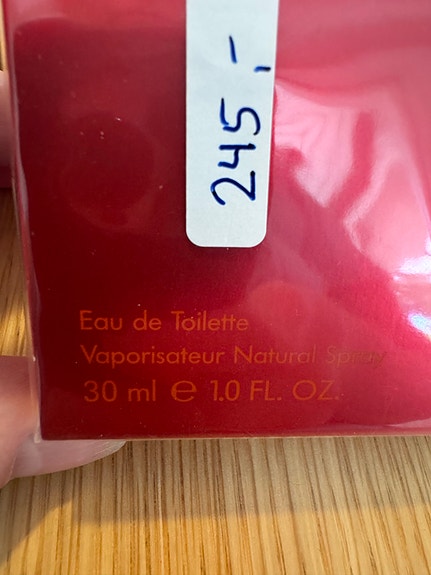 245,-
Eau de Toilette
Vaporisateur Natural Spray
30 ml ℮ 1.0 FL. OZ.